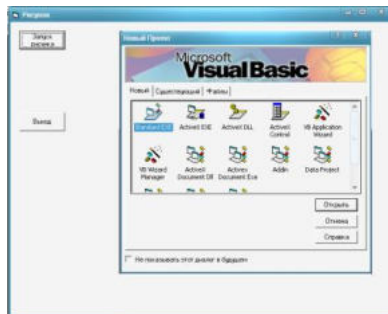 Рисунок
Запуск
рисунка
Выход
Новый Проект
Microsoft
Visual Basic
Новый
Существующий
Standard EXE
ActiveX EXE
ActiveX DLL
ActiveX
Control
VB Application
Wizard
VB Wizard
Manager
ActiveX
Document Dll
Activex
Document Exe
Addin
Data Project
Открыть
Отмена
Справка
Не показывать этот диалог в будущем